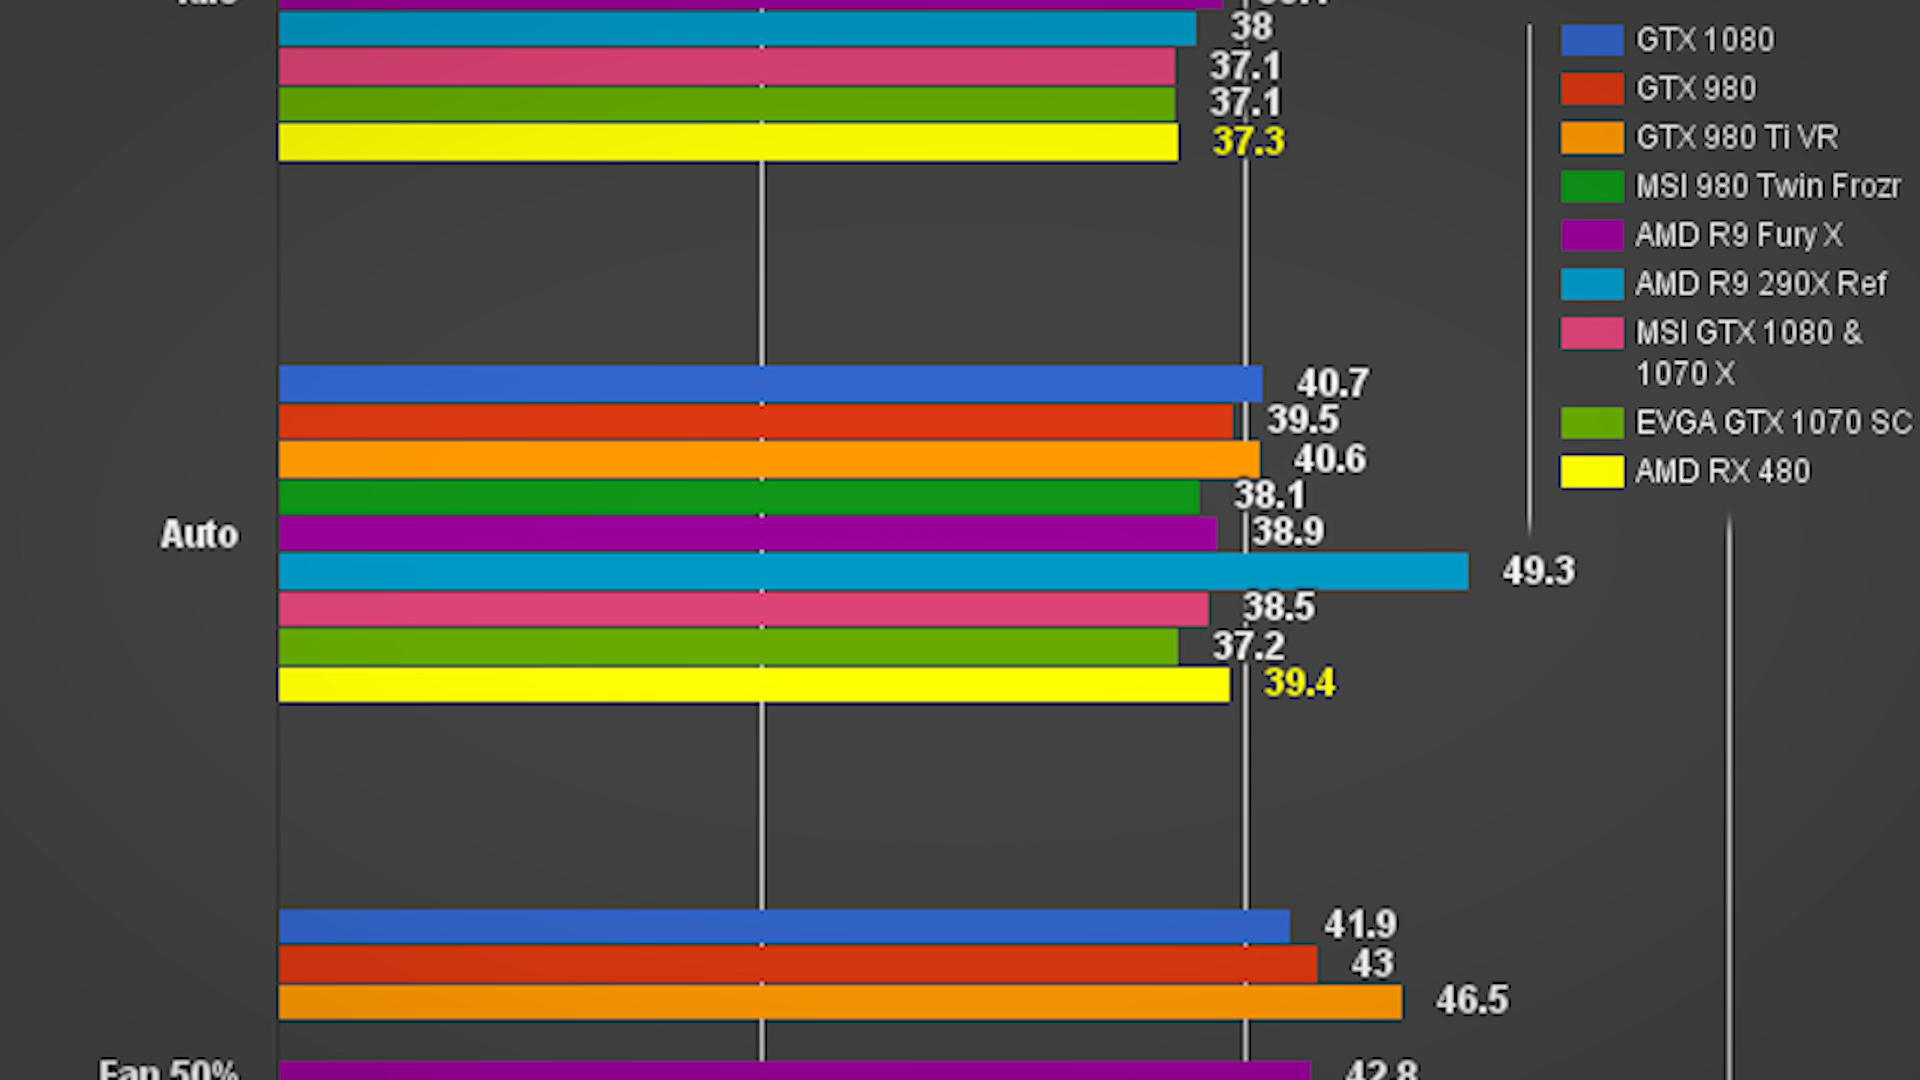 38
37.1
37.1
37.3
GTX 1080
GTX 980
GTX 980 Ti VR
MSI 980 Twin Frozr
AMD R9 Fury X
AMD R9 290X Ref
MSI GTX 1080 &
1070 X
EVGA GTX 1070 SC
AMD RX 480
Auto
40.7
39.5
40.6
38.1
38.9
49.3
38.5
37.2
39.4
41.9
43
46.5
Fan 50%
42.8